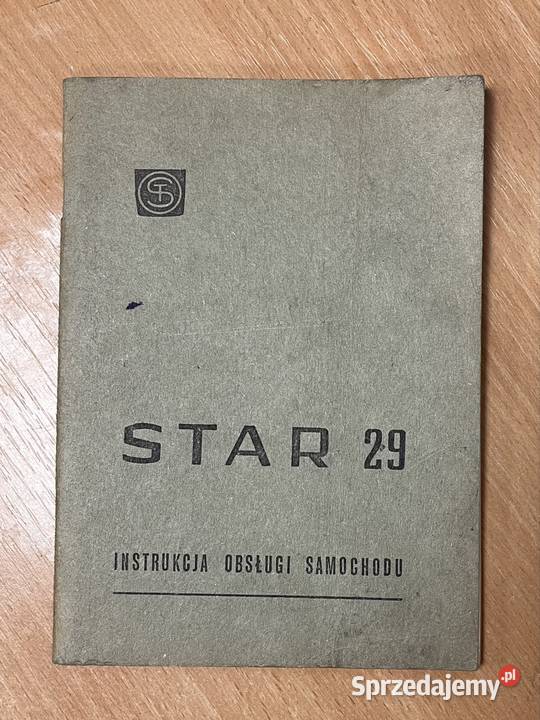 STAR 29
INSTRUKCJA OBSŁUGI SAMOCHODU
Sprzedajemy.pl